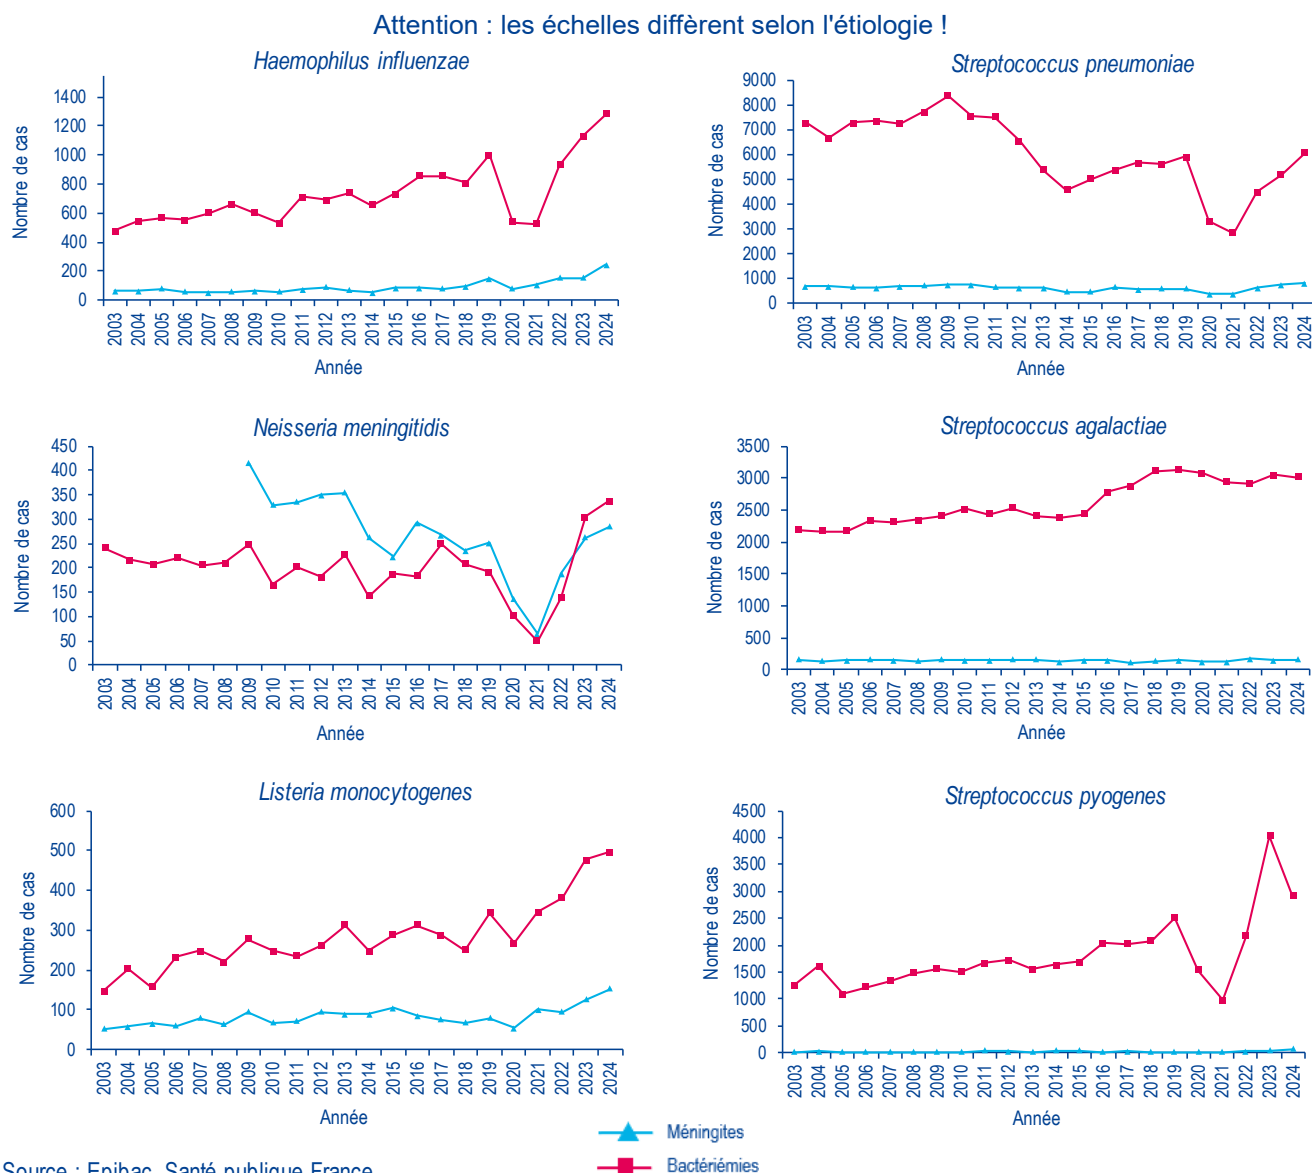 Attention : les échelles diffèrent selon l'étiologie !
Haemophilus influenzae
Nombre de cas
1400
1200
1000
800
600
400
200
0
2003 2004 2005 2006 2007 2008 2009 2010 2011 2012 2013 2014 2015 2016 2017 2018 2019 2020 2021 2022 2023 2024
Année
Streptococcus pneumoniae
Nombre de cas
9000
8000
7000
6000
5000
4000
3000
2000
1000
0
2003 2004 2005 2006 2007 2008 2009 2010 2011 2012 2013 2014 2015 2016 2017 2018 2019 2020 2021 2022 2023 2024
Année
Neisseria meningitidis
Nombre de cas
450
400
350
300
250
200
150
100
50
0
2003 2004 2005 2006 2007 2008 2009 2010 2011 2012 2013 2014 2015 2016 2017 2018 2019 2020 2021 2022 2023 2024
Année
Streptococcus agalactiae
Nombre de cas
3500
3000
2500
2000
1500
1000
500
0
2003 2004 2005 2006 2007 2008 2009 2010 2011 2012 2013 2014 2015 2016 2017 2018 2019 2020 2021 2022 2023 2024
Année
Listeria monocytogenes
Nombre de cas
600
500
400
300
200
100
0
2003 2004 2005 2006 2007 2008 2009 2010 2011 2012 2013 2014 2015 2016 2017 2018 2019 2020 2021 2022 2023 2024
Année
Streptococcus pyogenes
Nombre de cas
4500
4000
3500
3000
2500
2000
1500
1000
500
0
2003 2004 2005 2006 2007 2008 2009 2010 2011 2012 2013 2014 2015 2016 2017 2018 2019 2020 2021 2022 2023 2024
Année
Méningites
Bactériémies
Source : Epibac, Santé publique France